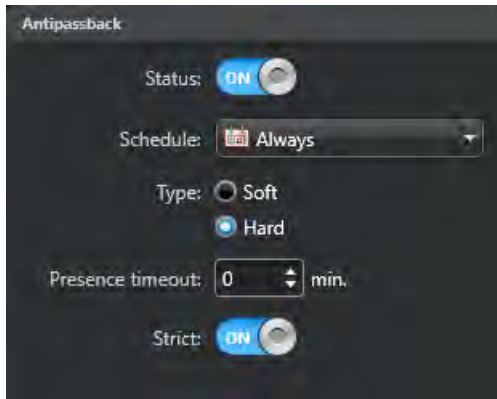 Antipassback
Status: ON
Schedule: Always
Type: Soft
Hard
Presence timeout: 0 min.
Strict: ON